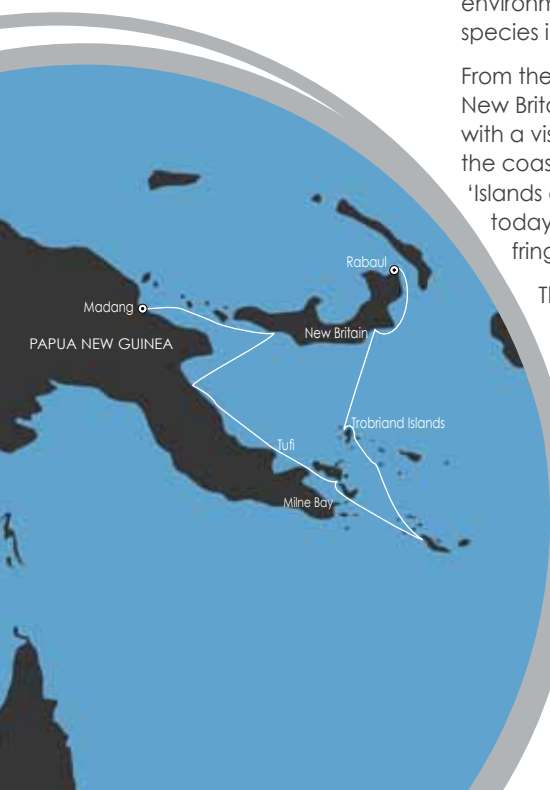 environm
species i
From the
New Brita
with a vis
the coas
'Islands
today
fring
Th
Rabaul
Madang
PAPUA NEW GUINEA
New Britain
Trobriand Islands
Tufi
Milne Bay